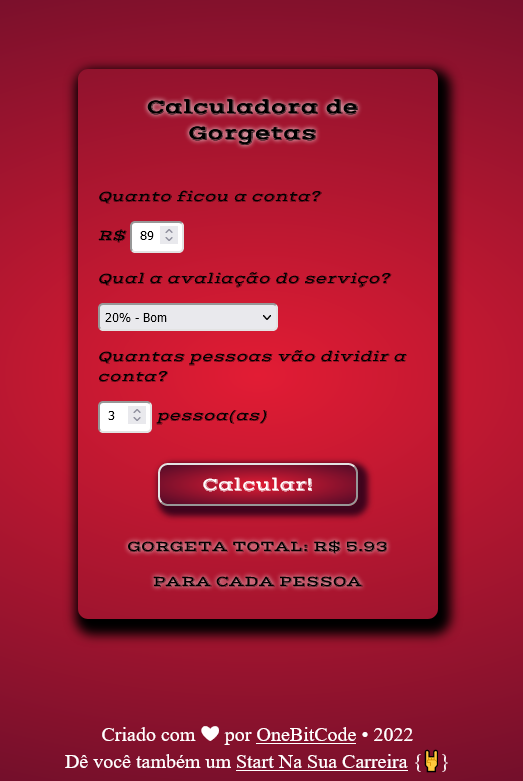 Calculadora de
Gorgetas
Quanto ficou a conta?
R$ 89
Qual a avaliação do serviço?
20% - Bom
Quantas pessoas vão dividir a
conta?
3 pessoa(as)
Calcular!
GORGETA TOTAL: R$ 5.93
PARA CADA PESSOA
Criado com 🤍 por OneBitCode • 2022
Dê você também um Start Na Sua Carreira {🤘}